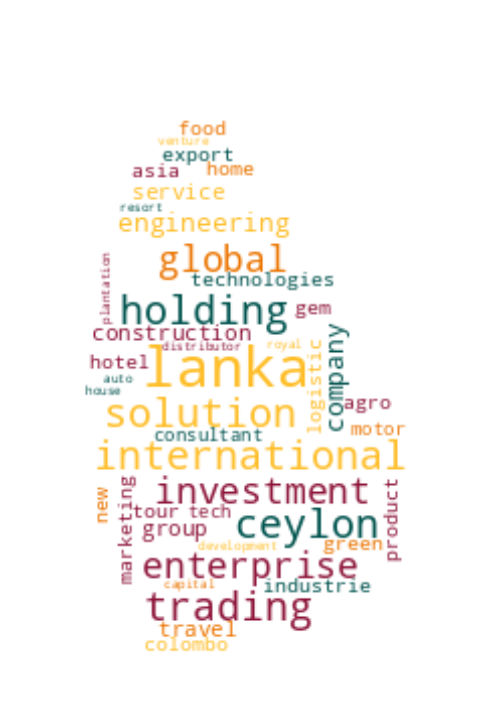 food
venture
export
asia home
service
resort
engineering
global
technologies
plantation
holding gem
construction
distributor royal
lanka
hotel
auto
house
logistic
company
agro
solution
motor
consultant
international
investment
new
marketing
product
tour tech
ceylon
group
development green
enterprise
capital industrie
trading
travel
colombo